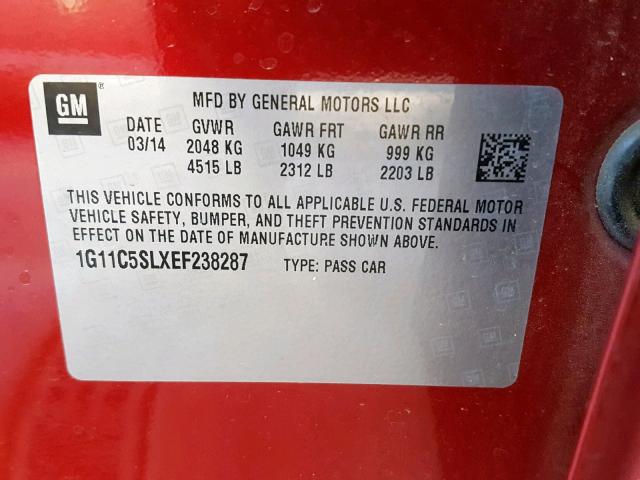 GM ®
MFD BY GENERAL MOTORS LLC
DATE GVWR GAWR FRT GAWR RR
03/14 2048 KG 1049 KG 999 KG
4515 LB 2312 LB 2203 LB
THIS VEHICLE CONFORMS TO ALL APPLICABLE U.S. FEDERAL MOTOR
VEHICLE SAFETY, BUMPER, AND THEFT PREVENTION STANDARDS IN
EFFECT ON THE DATE OF MANUFACTURE SHOWN ABOVE.
1G11C5SLXEF238287 TYPE: PASS CAR